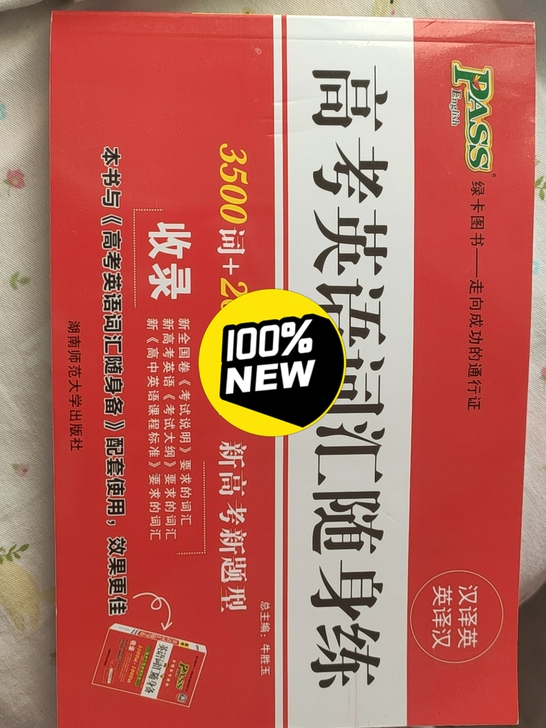 PASS
English
绿卡图书——走向成功的通行证
汉译英
英译汉
高考英语词汇随身练
3500词+2
新高考新题型
总主编：牛胜玉
收录
新全国卷《考试说明》要求的词汇
新高考英语《考试大纲》要求的词汇
新《高中英语课程标准》要求的词汇
本书与《高考英语词汇随身备》配套使用，效果更佳
湖南师范大学出版社
100%
NEW
PASS